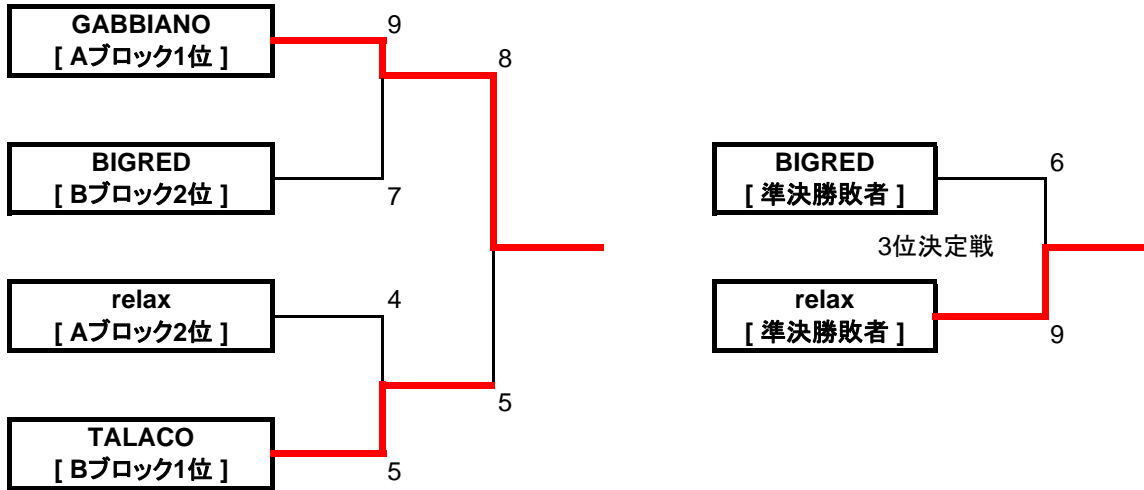 GABBIANO
[ Aブロック1位 ]
9
8
BIGRED
[ Bブロック2位 ]
7
relax
[ Aブロック2位 ]
4
5
TALACO
[ Bブロック1位 ]
5
BIGRED
[ 準決勝敗者 ]
6
3位決定戦
relax
[ 準決勝敗者 ]
9